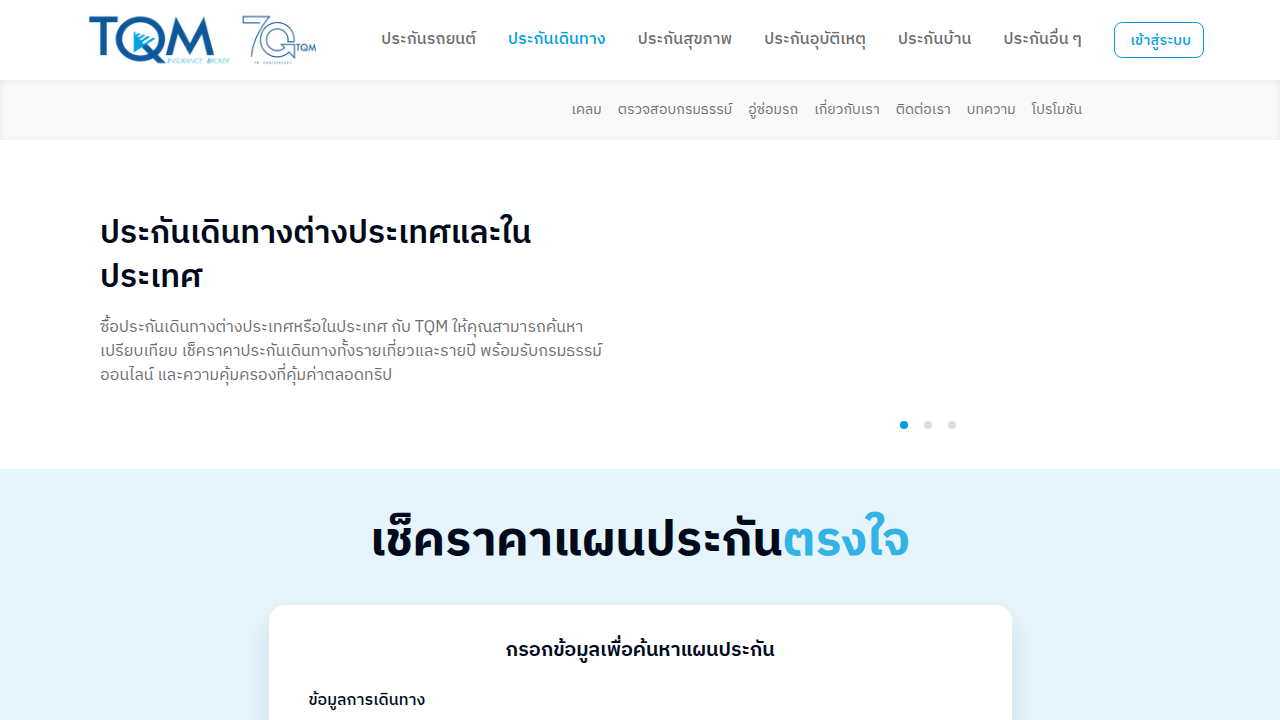 TQM INSURANCE BROKER 70 TQM
ประกันรถยนต์ ประกันเดินทาง ประกันสุขภาพ ประกันอุบัติเหตุ ประกันบ้าน ประกันอื่น ๆ เข้าสู่ระบบ
เคลม ตรวจสอบกรมธรรม์ อู่ซ่อมรถ เกี่ยวกับเรา ติดต่อเรา บทความ โปรโมชัน
ประกันเดินทางต่างประเทศและใน
ประเทศ
ซื้อประกันเดินทางต่างประเทศหรือในประเทศ กับ TQM ให้คุณสามารถค้นหา
เปรียบเทียบ เช็คราคาประกันเดินทางทั้งรายเที่ยวและรายปี พร้อมรับกรมธรรม์
ออนไลน์ และความคุ้มครองที่คุ้มค่าตลอดทริป
เช็คราคาแผนประกันตรงใจ
กรอกข้อมูลเพื่อค้นหาแผนประกัน
ข้อมูลการเดินทาง